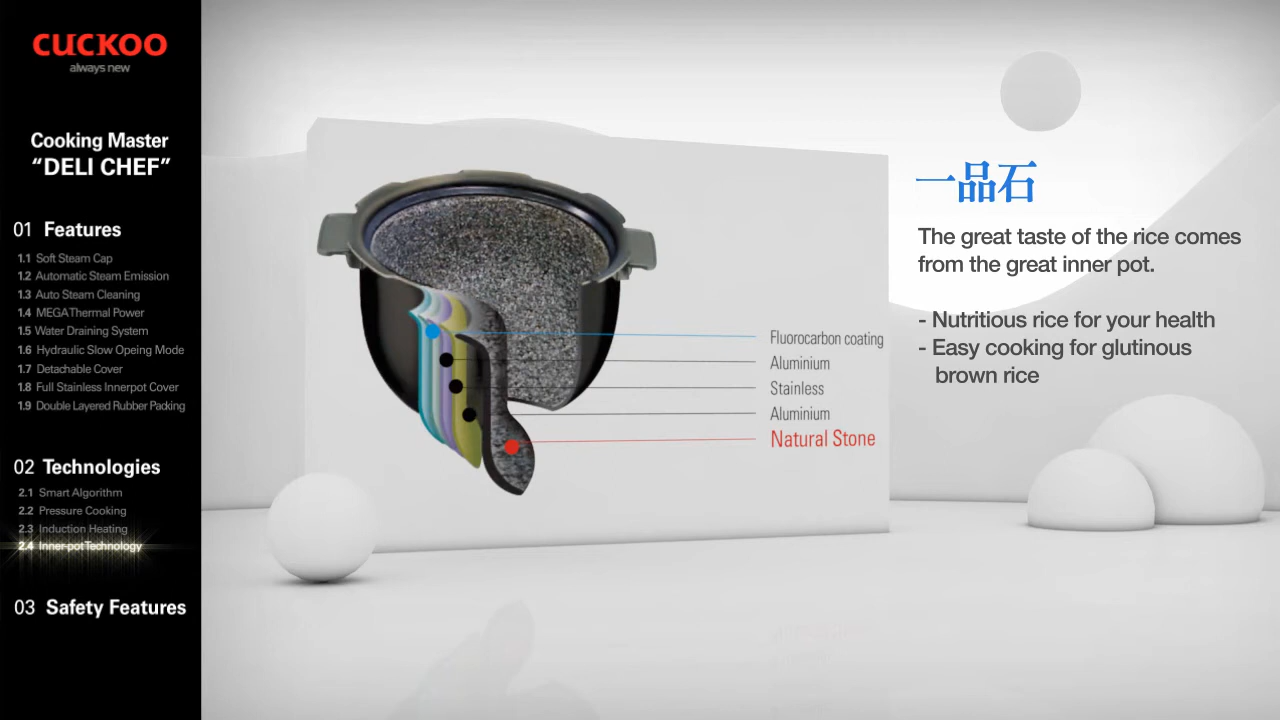 CUCKOO
always new
Cooking Master
“DELI CHEF”
01 Features
1.1 Soft Steam Cap
1.2 Automatic Steam Emission
1.3 Auto Steam Cleaning
1.4 MEGA Thermal Power
1.5 Water Draining System
1.6 Hydraulic Slow Opeing Mode
1.7 Detachable Cover
1.8 Full Stainless Innerpot Cover
1.9 Double Layered Rubber Packing
02 Technologies
2.1 Smart Algorithm
2.2 Pressure Cooking
2.3 Induction Heating
2.4 Inner-pot Technology
03 Safety Features
Fluorocarbon coating
Aluminium
Stainless
Aluminium
Natural Stone
一品石
The great taste of the rice comes
from the great inner pot.
- Nutritious rice for your health
- Easy cooking for glutinous
brown rice